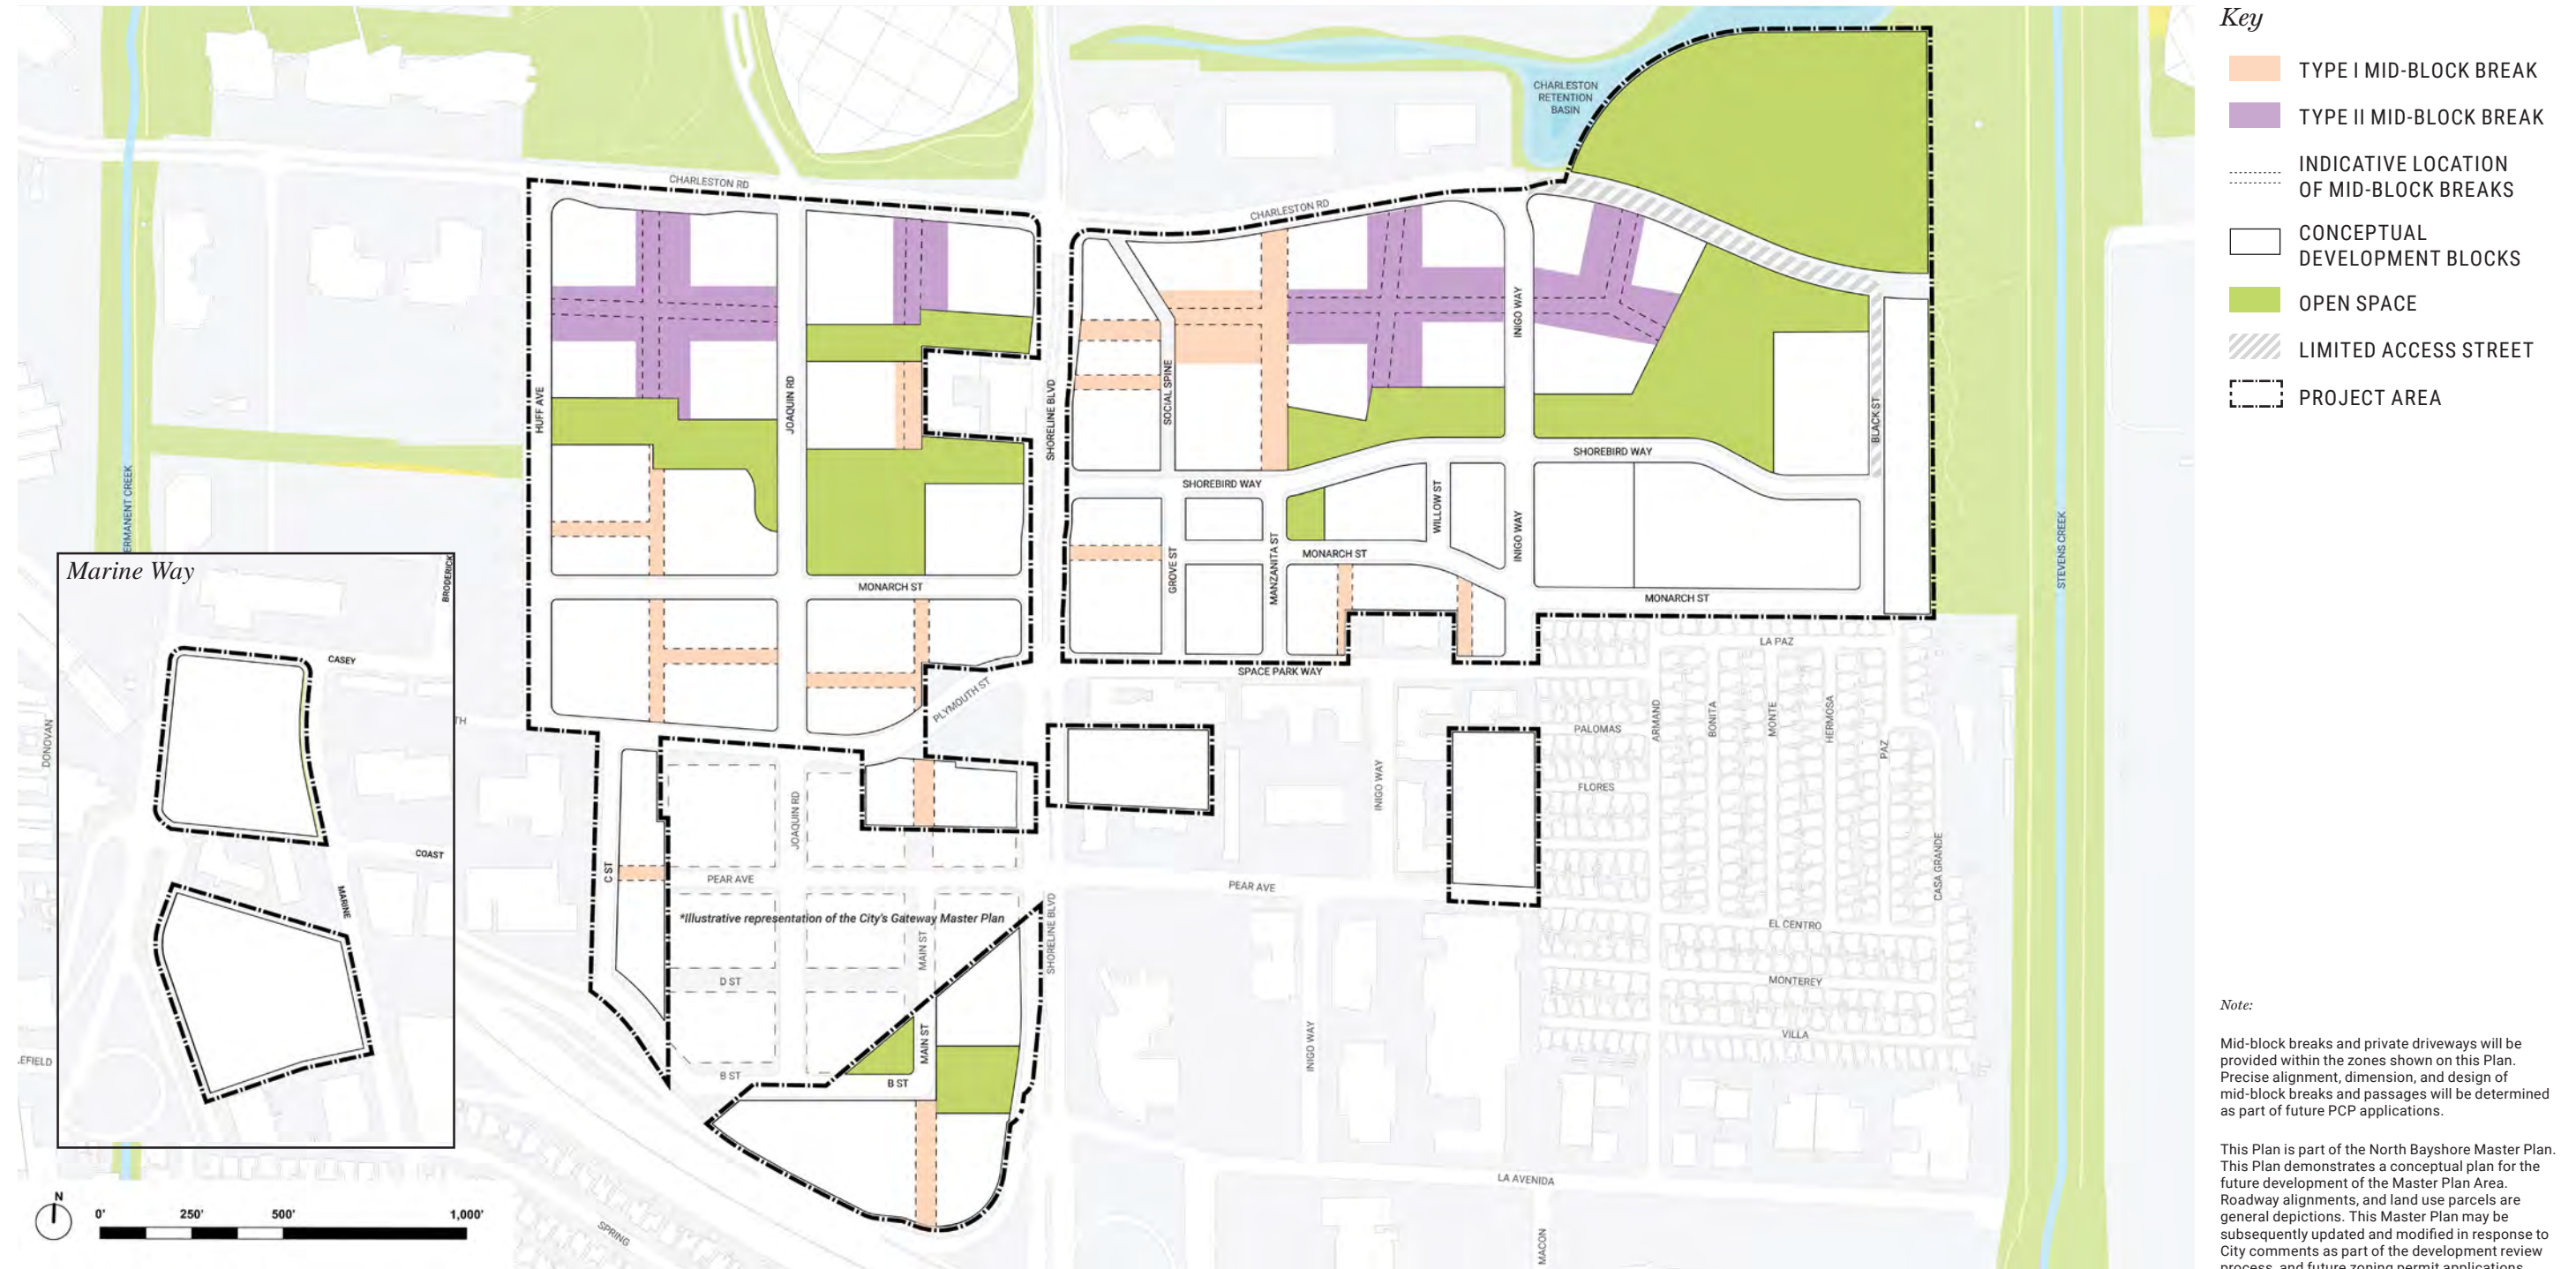 Key
TYPE I MID-BLOCK BREAK
TYPE II MID-BLOCK BREAK
INDICATIVE LOCATION
OF MID-BLOCK BREAKS
CONCEPTUAL
DEVELOPMENT BLOCKS
OPEN SPACE
LIMITED ACCESS STREET
PROJECT AREA
CHARLESTON
RETENTION
BASIN
CHARLESTON RD
CHARLESTON RD
HUFF AVE
JOAQUIN RD
SHORELINE BLVD
SOCIAL SPINE
INIGO WAY
BLACK ST
SHOREBIRD WAY
SHOREBIRD WAY
WILLOW ST
INIGO WAY
GROVE ST
MANZANITA ST
MONARCH ST
MONARCH ST
MONARCH ST
STEVENS CREEK
ERMANENT CREEK
Marine Way
BRODERICK
CASEY
COAST
MARINE
DONOVAN
EFIELD
TH
PLYMOUTH ST
SPACE PARK WAY
LA PAZ
PALOMAS
FLORES
ARMAND
BONITA
MONTE
HERMOSA
PAZ
CASA GRANDE
EL CENTRO
MONTEREY
VILLA
INIGO WAY
JOAQUIN RD
C ST
PEAR AVE
PEAR AVE
*Illustrative representation of the City's Gateway Master Plan
MAIN ST
SHORELINE BLVD
D ST
MAIN ST
B ST
B ST
INIGO WAY
LA AVENIDA
MACON
SPRING
N
0'
250'
500'
1,000'
Note:
Mid-block breaks and private driveways will be
provided within the zones shown on this Plan.
Precise alignment, dimension, and design of
mid-block breaks and passages will be determined
as part of future PCP applications.
This Plan is part of the North Bayshore Master Plan.
This Plan demonstrates a conceptual plan for the
future development of the Master Plan Area.
Roadway alignments, and land use parcels are
general depictions. This Master Plan may be
subsequently updated and modified in response to
City comments as part of the development review
process, and future zoning permit applications